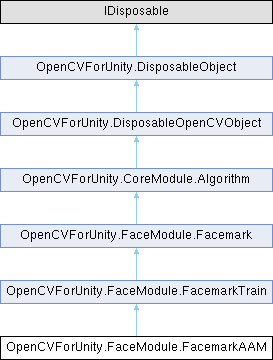 IDisposable
OpenCVForUnity.DisposableObject
OpenCVForUnity.DisposableOpenCVObject
OpenCVForUnity.CoreModule.Algorithm
OpenCVForUnity.FaceModule.Facemark
OpenCVForUnity.FaceModule.FacemarkTrain
OpenCVForUnity.FaceModule.FacemarkAAM